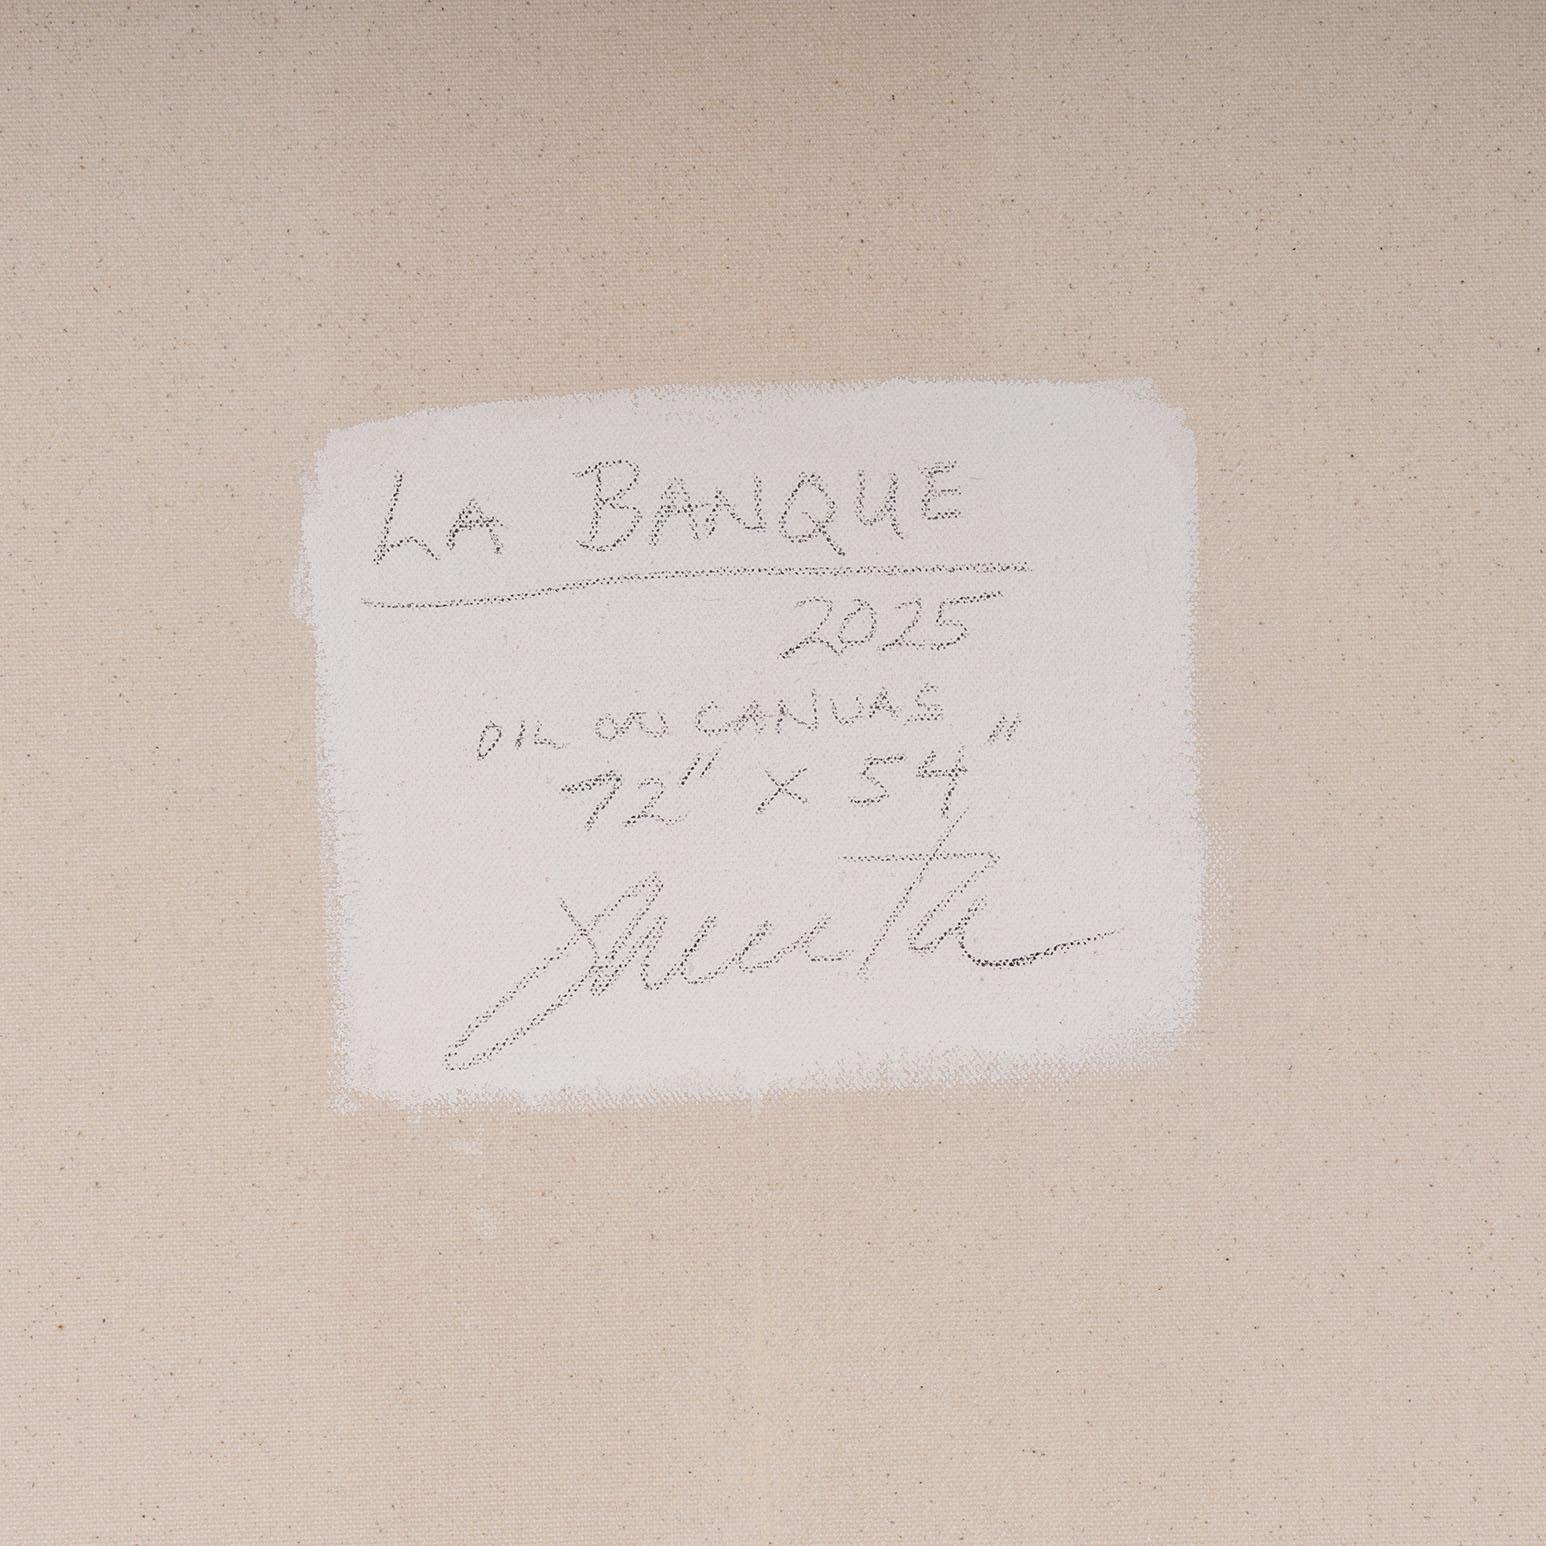 LA BANQUE
2025
OIL ON CANVAS
72" X 54"